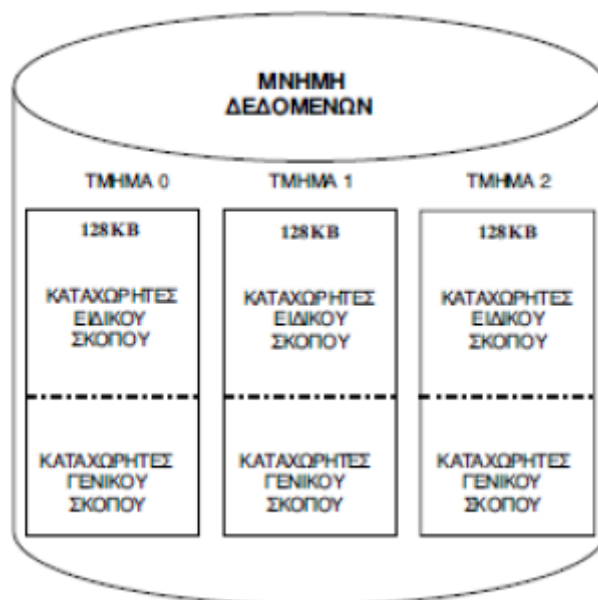 ΜΝΗΜΗ
ΔΕΔΟΜΕΝΩΝ
ΤΜΗΜΑ 0
ΤΜΗΜΑ 1
ΤΜΗΜΑ 2
128KB
ΚΑΤΑΧΩΡΗΤΕΣ
ΕΙΔΙΚΟΥ
ΣΚΟΠΟΥ
ΚΑΤΑΧΩΡΗΤΕΣ
ΓΕΝΙΚΟΥ
ΣΚΟΠΟΥ
128KB
ΚΑΤΑΧΩΡΗΤΕΣ
ΕΙΔΙΚΟΥ
ΣΚΟΠΟΥ
ΚΑΤΑΧΩΡΗΤΕΣ
ΓΕΝΙΚΟΥ
ΣΚΟΠΟΥ
128KB
ΚΑΤΑΧΩΡΗΤΕΣ
ΕΙΔΙΚΟΥ
ΣΚΟΠΟΥ
ΚΑΤΑΧΩΡΗΤΕΣ
ΓΕΝΙΚΟΥ
ΣΚΟΠΟΥ